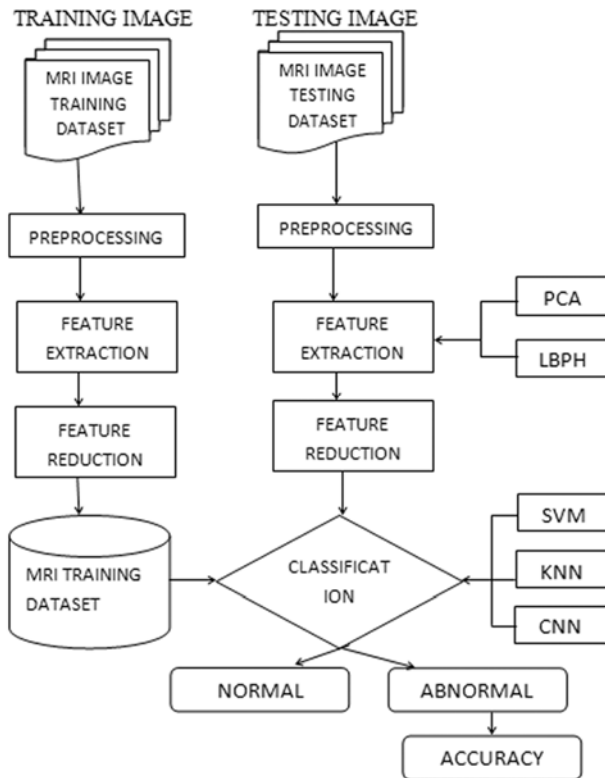 TRAINING IMAGE
TESTING IMAGE
MRI IMAGE
TRAINING
DATASET
MRI IMAGE
TESTING
DATASET
PREPROCESSING
PREPROCESSING
FEATURE
EXTRACTION
FEATURE
EXTRACTION
PCA
LBPH
FEATURE
REDUCTION
FEATURE
REDUCTION
MRI TRAINING
DATASET
CLASSIFICAT
ION
SVM
KNN
CNN
NORMAL
ABNORMAL
ACCURACY